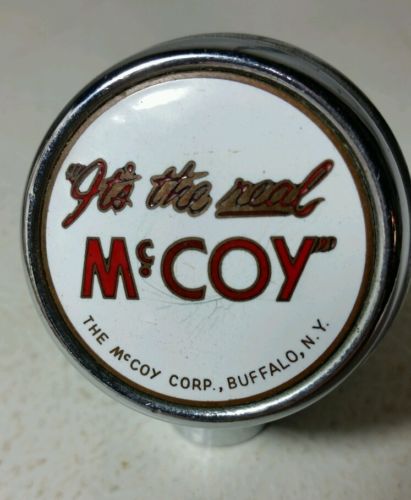 "It's the real
McCOY"
THE McCOY CORP., BUFFALO, N.Y.